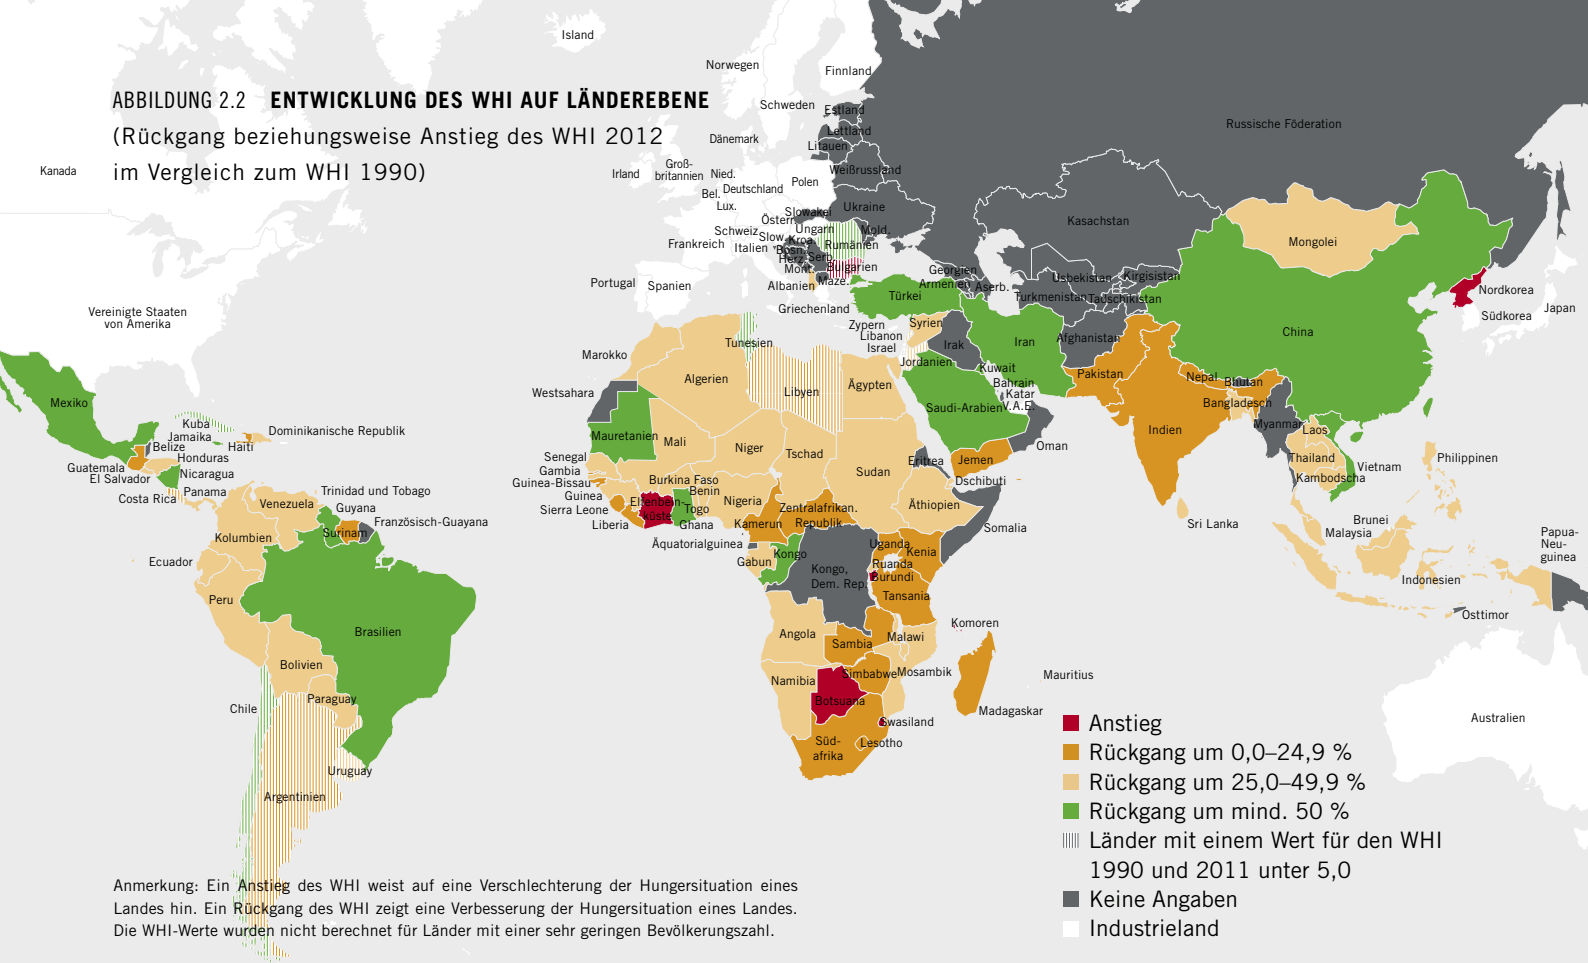 ABBILDUNG 2.2 ENTWICKLUNG DES WHI AUF LÄNDEREBENE
(Rückgang beziehungsweise Anstieg des WHI 2012
im Vergleich zum WHI 1990)
Island
Norwegen
Finnland
Schweden
Estland
Lettland
Litauen
Dänemark
Russische Föderation
Kanada
Irland
Groß-
britannien
Nied.
Bel.
Deutschland
Lux.
Polen
Weißrussland
Ukraine
Slowakei
Österr.
Ungarn
Mold.
Schweiz
Slow.
Kroa.
Rumänien
Frankreich
Italien
Bosn.
Herz.
Serb.
Mont.
Bulgarien
Portugal
Spanien
Albanien
Maze.
Griechenland
Türkei
Georgien
Armenien
Aserb.
Kasachstan
Usbekistan
Kirgisistan
Turkmenistan
Tadschikistan
Mongolei
Nordkorea
Südkorea
Japan
China
Vereinigte Staaten
von Amerika
Zypern
Libanon
Israel
Syrien
Jordanien
Irak
Iran
Afghanistan
Kuwait
Bahrain
Katar
V.A.E.
Saudi-Arabien
Oman
Jemen
Pakistan
Nepal
Bhutan
Bangladesch
Indien
Myanmar
Laos
Thailand
Vietnam
Kambodscha
Philippinen
Sri Lanka
Brunei
Malaysia
Indonesien
Osttimor
Papua-
Neu-
guinea
Australien
Marokko
Tunesien
Algerien
Libyen
Ägypten
Westsahara
Mauretanien
Mali
Niger
Tschad
Sudan
Eritrea
Dschibuti
Äthiopien
Somalia
Senegal
Gambia
Guinea-Bissau
Guinea
Sierra Leone
Liberia
Burkina Faso
Elfenbein-
küste
Ghana
Togo
Benin
Nigeria
Kamerun
Zentralafrikan.
Republik
Äquatorialguinea
Gabun
Kongo
Kongo,
Dem. Rep.
Uganda
Kenia
Ruanda
Burundi
Tansania
Angola
Sambia
Malawi
Komoren
Mosambik
Simbabwe
Namibia
Botsuana
Swasiland
Lesotho
Süd-
afrika
Madagaskar
Mauritius
Mexiko
Kuba
Jamaika
Belize
Haiti
Dominikanische Republik
Honduras
Guatemala
El Salvador
Nicaragua
Costa Rica
Panama
Trinidad und Tobago
Venezuela
Guyana
Surinam
Französisch-Guayana
Kolumbien
Ecuador
Peru
Brasilien
Bolivien
Paraguay
Chile
Uruguay
Argentinien
Anstieg
Rückgang um 0,0–24,9 %
Rückgang um 25,0–49,9 %
Rückgang um mind. 50 %
Länder mit einem Wert für den WHI
1990 und 2011 unter 5,0
Keine Angaben
Industrieland
Anmerkung: Ein Anstieg des WHI weist auf eine Verschlechterung der Hungersituation eines
Landes hin. Ein Rückgang des WHI zeigt eine Verbesserung der Hungersituation eines Landes.
Die WHI-Werte wurden nicht berechnet für Länder mit einer sehr geringen Bevölkerungszahl.